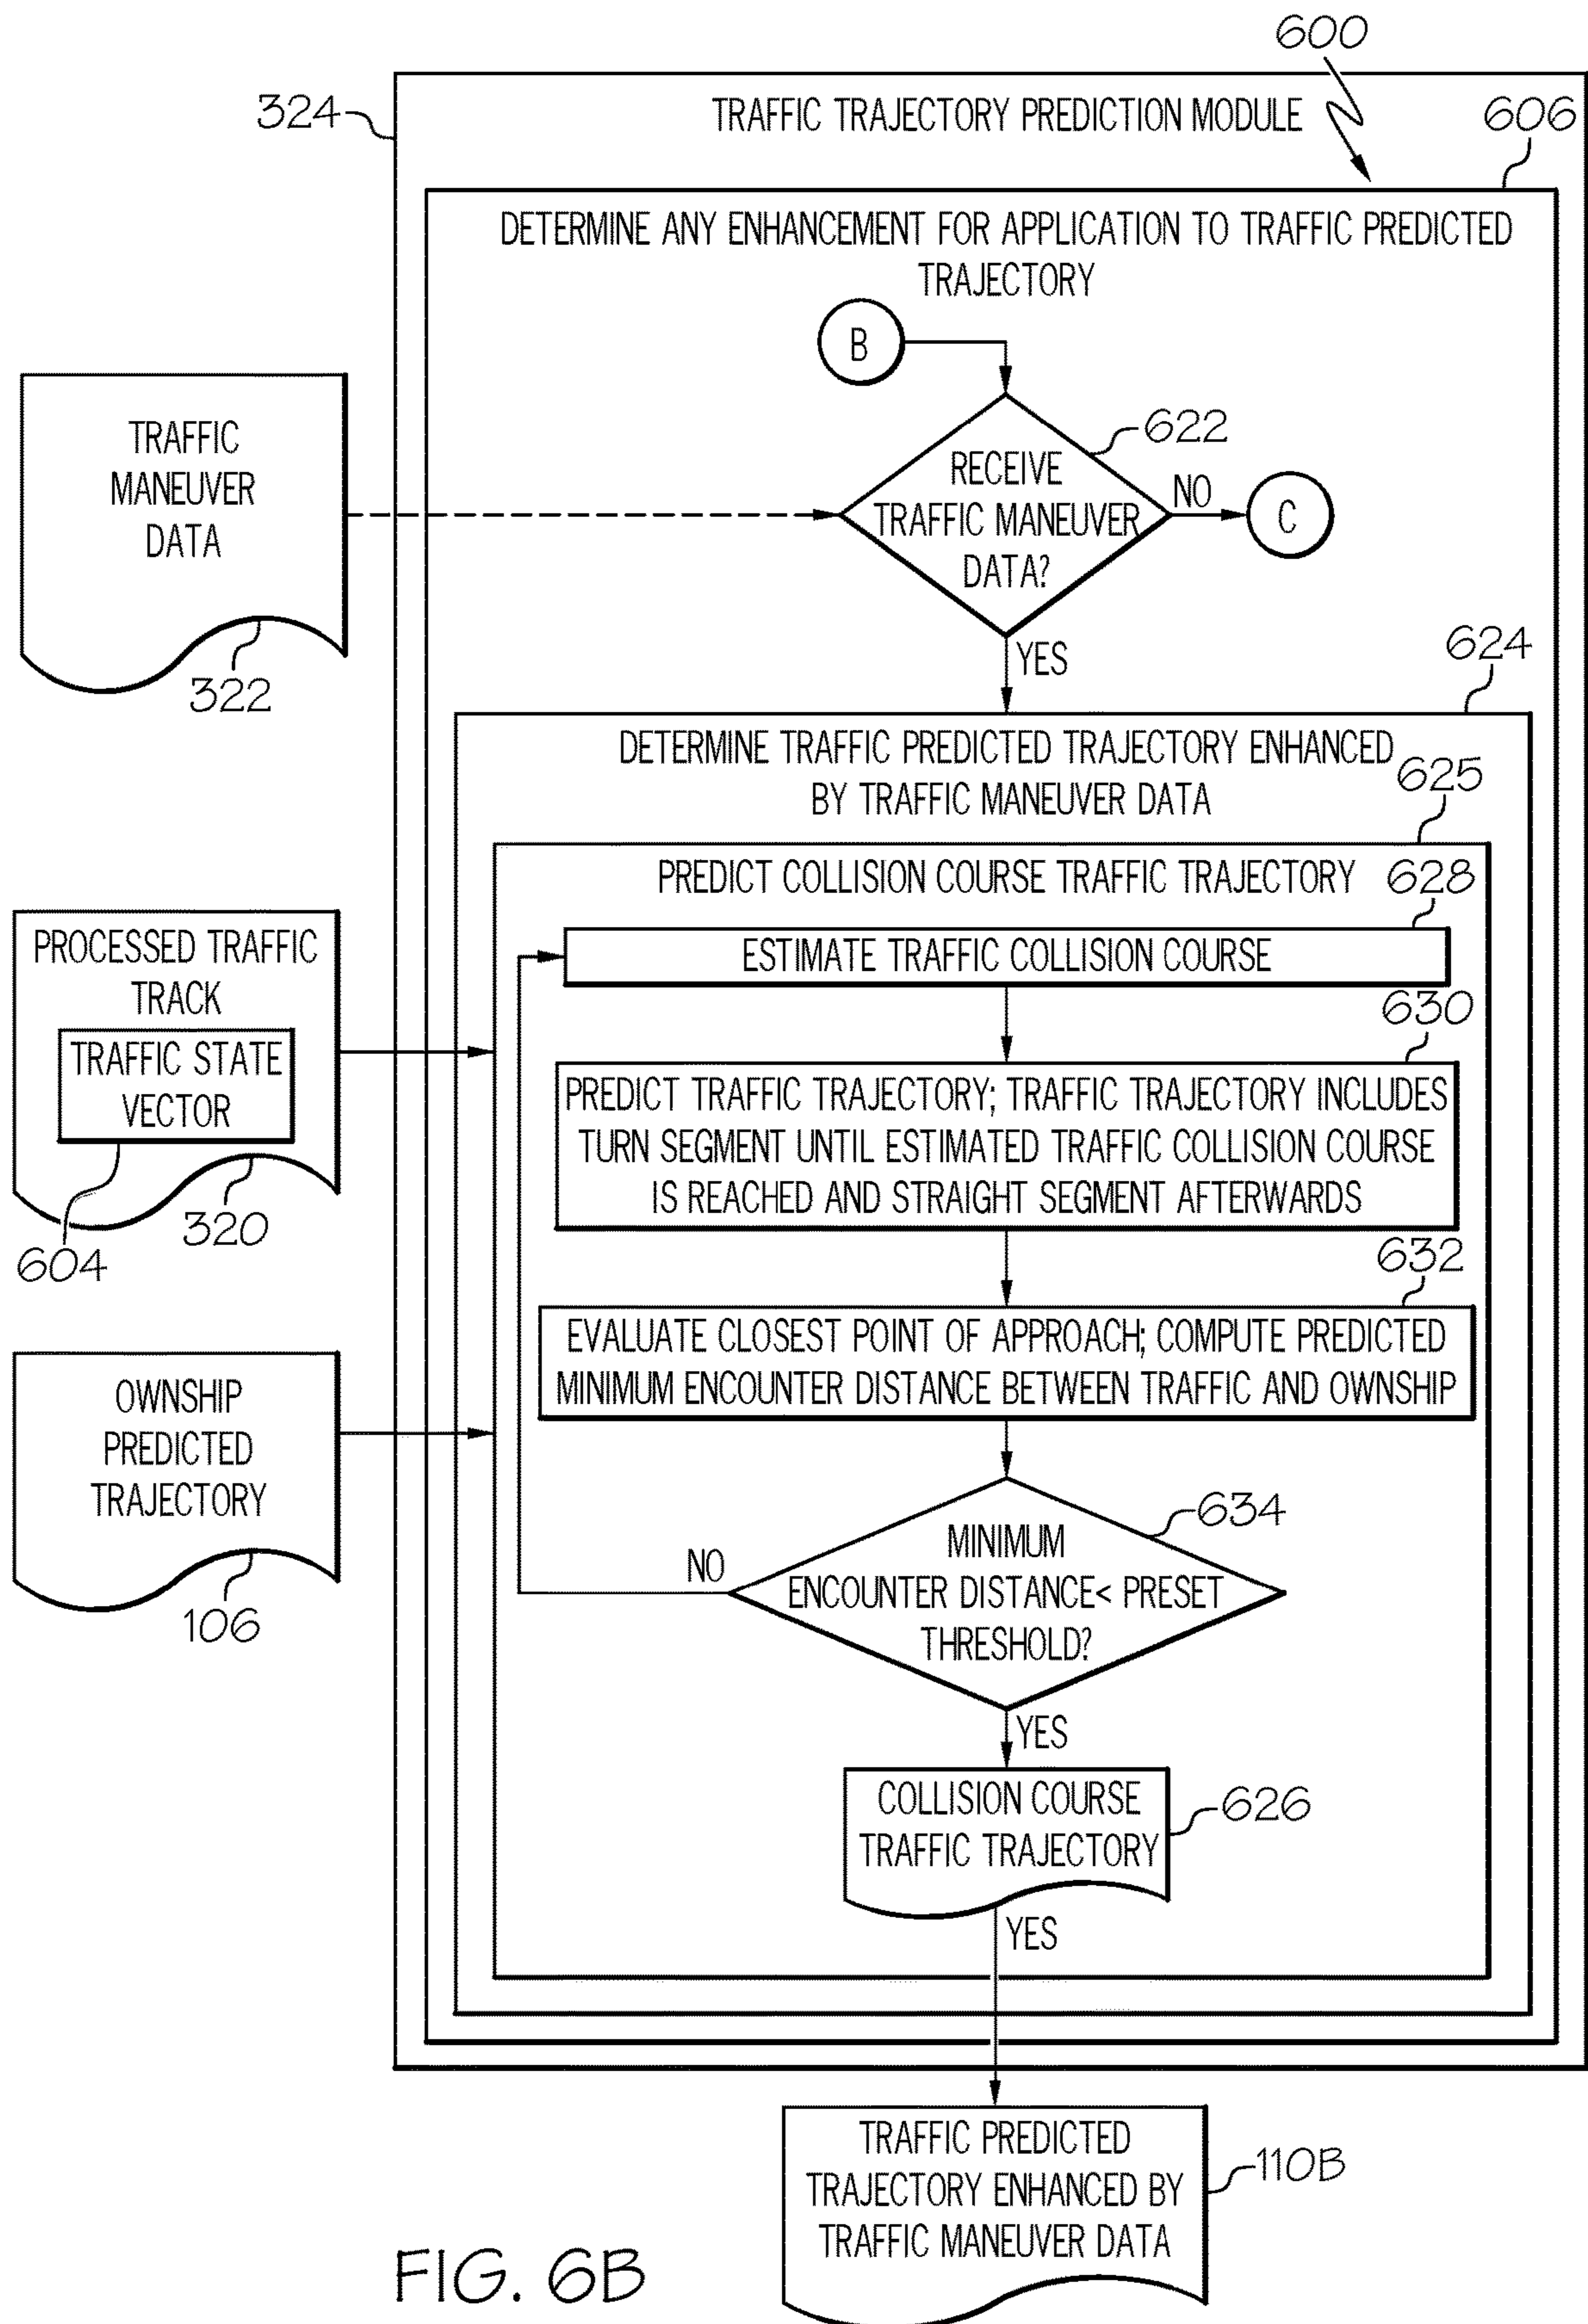 600
324
TRAFFIC TRAJECTORY PREDICTION MODULE
606
DETERMINE ANY ENHANCEMENT FOR APPLICATION TO TRAFFIC PREDICTED
TRAJECTORY
B
TRAFFIC
MANEUVER
DATA
322
622
RECEIVE
TRAFFIC MANEUVER
DATA?
NO
C
YES
624
DETERMINE TRAFFIC PREDICTED TRAJECTORY ENHANCED
BY TRAFFIC MANEUVER DATA
625
PREDICT COLLISION COURSE TRAFFIC TRAJECTORY
628
ESTIMATE TRAFFIC COLLISION COURSE
PROCESSED TRAFFIC
TRACK
TRAFFIC STATE
VECTOR
320
604
630
PREDICT TRAFFIC TRAJECTORY; TRAFFIC TRAJECTORY INCLUDES
TURN SEGMENT UNTIL ESTIMATED TRAFFIC COLLISION COURSE
IS REACHED AND STRAIGHT SEGMENT AFTERWARDS
632
EVALUATE CLOSEST POINT OF APPROACH; COMPUTE PREDICTED
MINIMUM ENCOUNTER DISTANCE BETWEEN TRAFFIC AND OWNSHIP
OWNSHIP
PREDICTED
TRAJECTORY
106
634
MINIMUM
ENCOUNTER DISTANCE< PRESET
THRESHOLD?
NO
YES
COLLISION COURSE
TRAFFIC TRAJECTORY
626
YES
TRAFFIC PREDICTED
TRAJECTORY ENHANCED BY
TRAFFIC MANEUVER DATA
110B
FIG. 6B